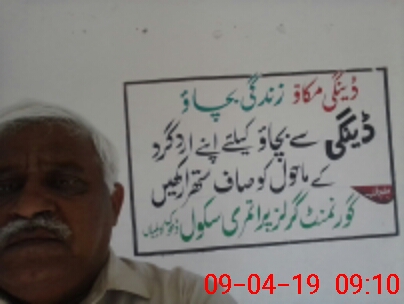 ڈینگی مکاؤ زندگی بچاؤ
ڈینگی سے بچاؤ کیلئے اپنے اردگرد
کے ماحول کو صاف ستھرا رکھیں
گورنمنٹ گرلز پرائمری سکول
09-04-19 09:10